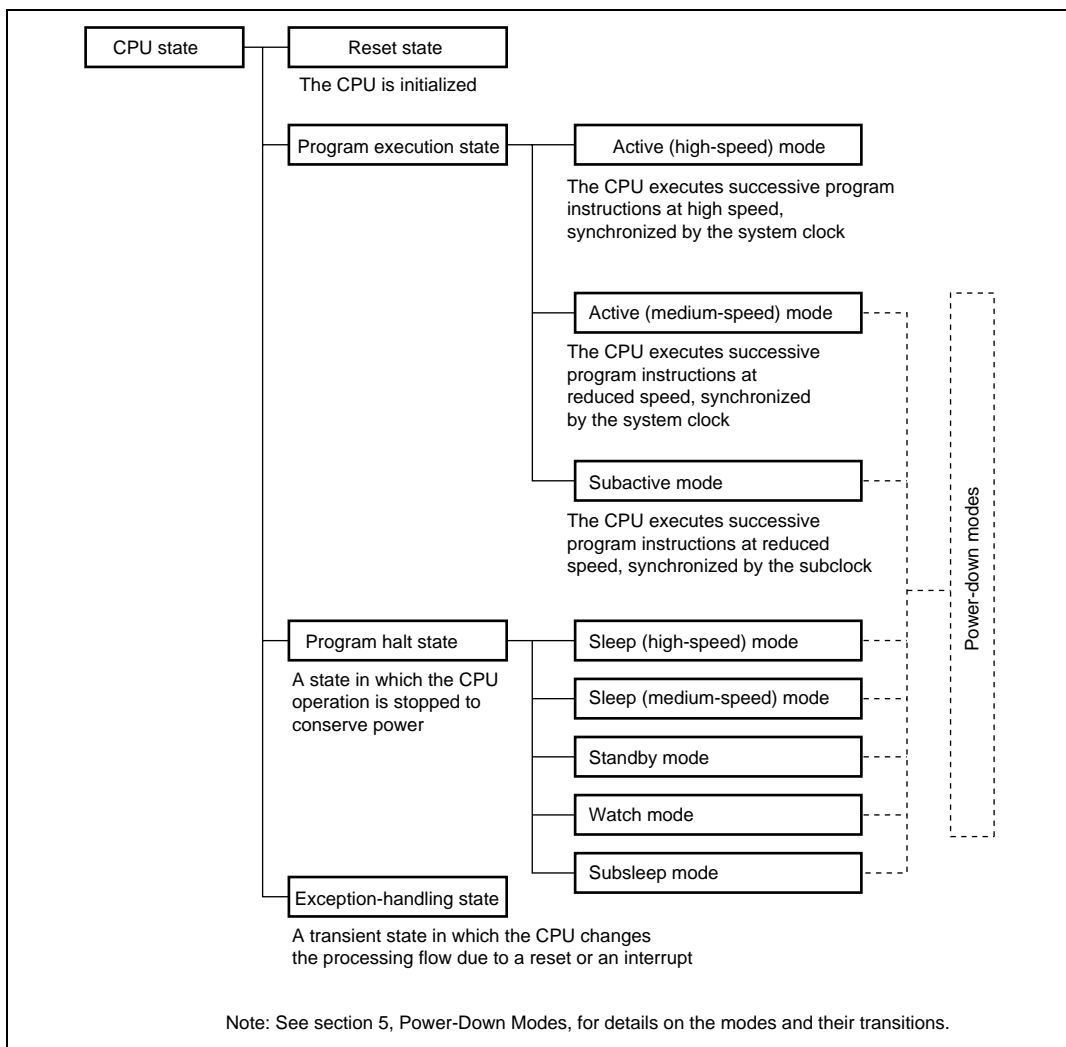 CPU state
Reset state
The CPU is initialized
Program execution state
Active (high-speed) mode
The CPU executes successive program
instructions at high speed,
synchronized by the system clock
Active (medium-speed) mode
The CPU executes successive
program instructions at
reduced speed, synchronized
by the system clock
Subactive mode
The CPU executes successive
program instructions at reduced
speed, synchronized by the subclock
Power-down modes
Program halt state
A state in which the CPU
operation is stopped to
conserve power
Sleep (high-speed) mode
Sleep (medium-speed) mode
Standby mode
Watch mode
Subsleep mode
Exception-handling state
A transient state in which the CPU changes
the processing flow due to a reset or an interrupt
Note: See section 5, Power-Down Modes, for details on the modes and their transitions.